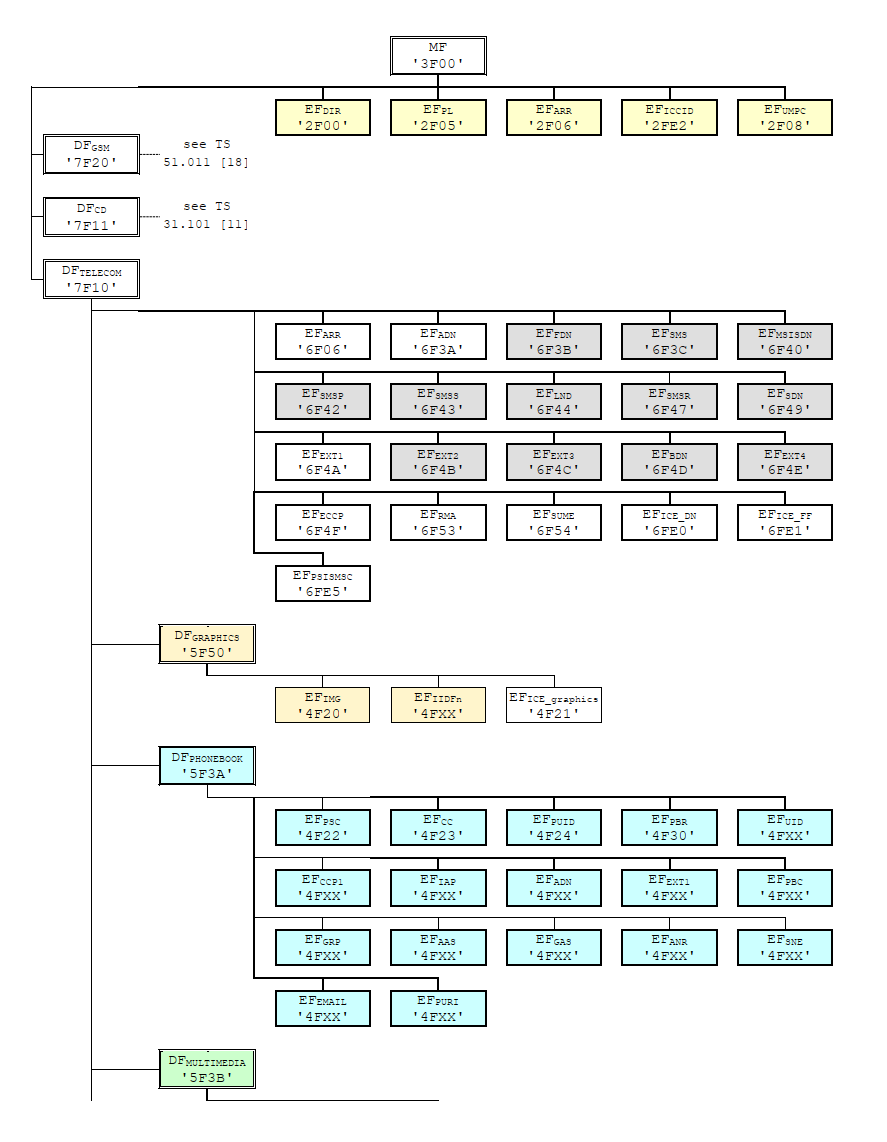 MF
'3F00'
EFDIR
'2F00'
EFPL
'2F05'
EFARR
'2F06'
EFICCID
'2FE2'
EFUMPC
'2F08'
DFGSM
'7F20'
see TS
51.011 [18]
DFCD
'7F11'
see TS
31.101 [11]
DFTELECOM
'7F10'
EFARR
'6F06'
EFADN
'6F3A'
EFFDN
'6F3B'
EFSMS
'6F3C'
EFMSISDN
'6F40'
EFSMSP
'6F42'
EFSMSS
'6F43'
EFLND
'6F44'
EFSMSR
'6F47'
EFSDN
'6F49'
EFEXT1
'6F4A'
EFEXT2
'6F4B'
EFEXT3
'6F4C'
EFBDN
'6F4D'
EFEXT4
'6F4E'
EFECCP
'6F4F'
EFRMA
'6F53'
EFSUME
'6F54'
EFICE_DN
'6FE0'
EFICE_FF
'6FE1'
EFPSISMSC
'6FE5'
DFGRAPHICS
'5F50'
EFIMG
'4F20'
EFIIDFn
'4FXX'
EFICE_graphics
'4F21'
DFPHONEBOOK
'5F3A'
EFPSC
'4F22'
EFCC
'4F23'
EFPUID
'4F24'
EFPBR
'4F30'
EFUID
'4FXX'
EFCCP1
'4FXX'
EFIAP
'4FXX'
EFADN
'4FXX'
EFEXT1
'4FXX'
EFPBC
'4FXX'
EFGRP
'4FXX'
EFAAS
'4FXX'
EFGAS
'4FXX'
EFANR
'4FXX'
EFSNE
'4FXX'
EFEMAIL
'4FXX'
EFPURI
'4FXX'
DFMULTIMEDIA
'5F3B'